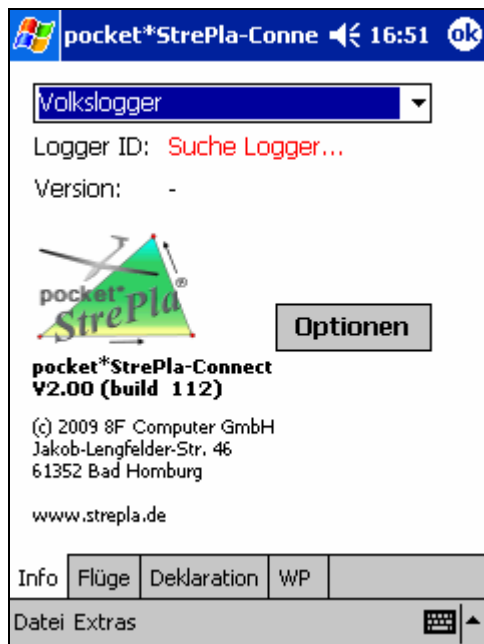 pocket*StrePla-Conne 16:51 ok
Volkslogger
Logger ID: Suche Logger...
Version: -
pocket*
StrePla®
Optionen
pocket*StrePla-Connect
V2.00 (build 112)
(c) 2009 8F Computer GmbH
Jakob-Lengfelder-Str. 46
61352 Bad Homburg
www.strepla.de
Info Flüge Deklaration WP
Datei Extras